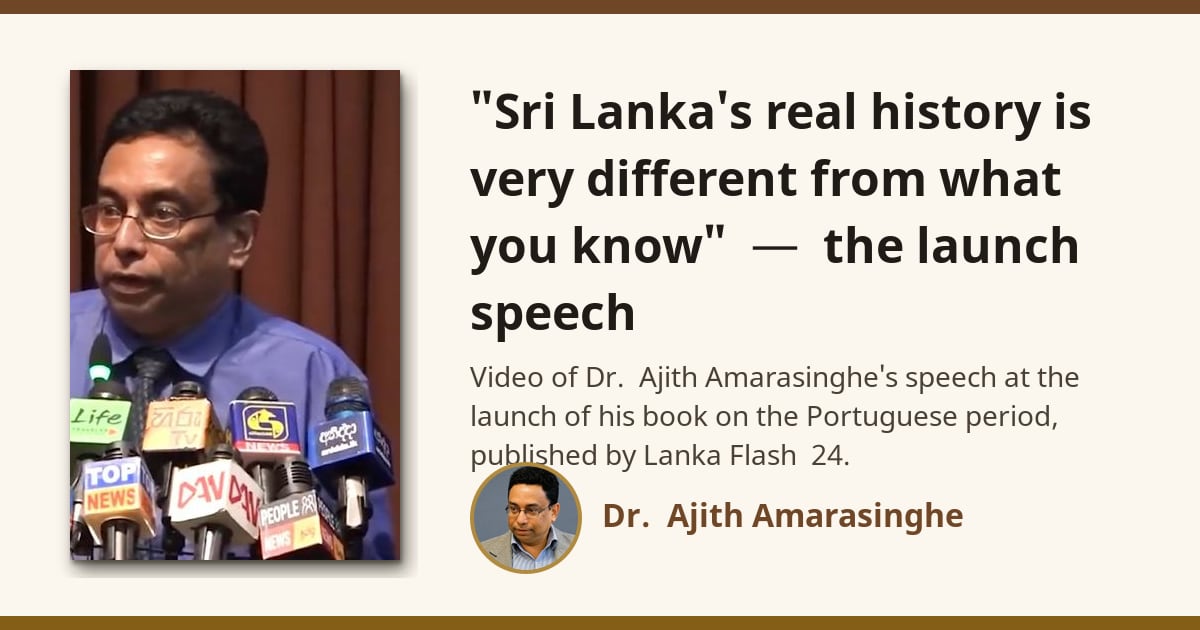 "Sri Lanka's real history is
very different from what
you know" — the launch
speech
Video of Dr. Ajith Amarasinghe's speech at the
launch of his book on the Portuguese period,
published by Lanka Flash 24.
Dr. Ajith Amarasinghe
Life
හිරු
TV
NEWS
TOP
NEWS
PEOPLE
NEWS